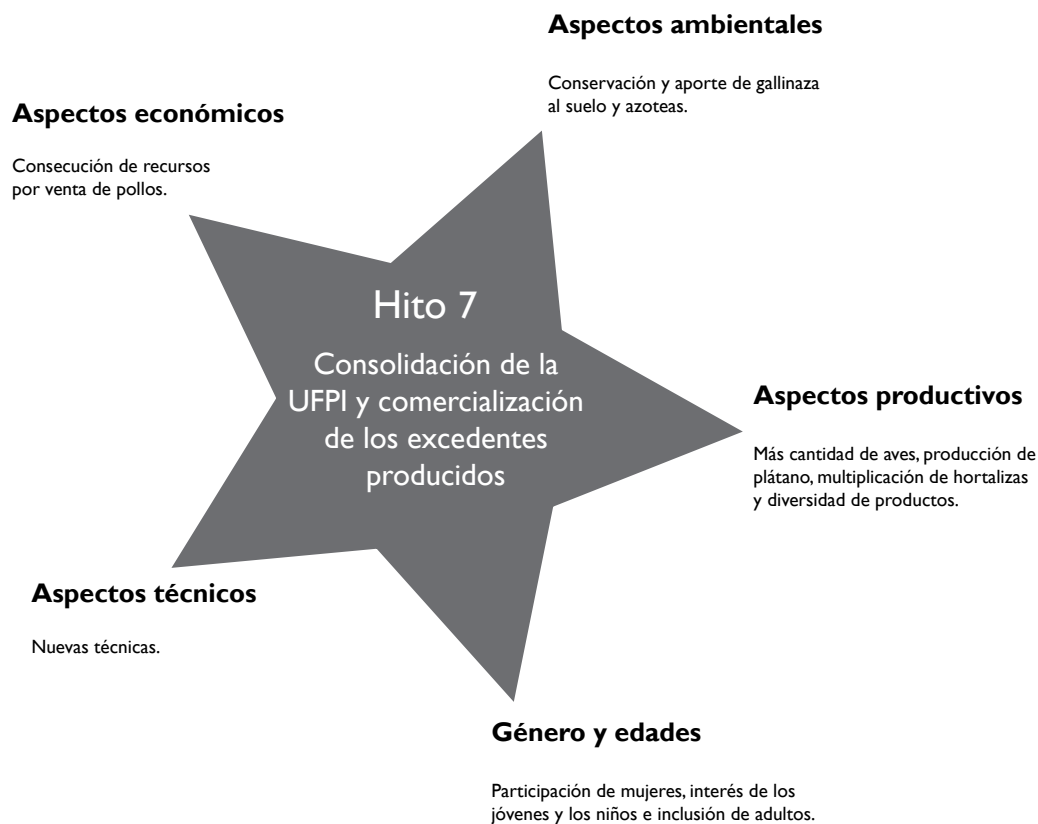 Aspectos ambientales
Conservación y aporte de gallinaza
al suelo y azoteas.
Aspectos económicos
Consecución de recursos
por venta de pollos.
Hito 7
Consolidación de la
UFPI y comercialización
de los excedentes
producidos
Aspectos productivos
Más cantidad de aves, producción de
plátano, multiplicación de hortalizas
y diversidad de productos.
Aspectos técnicos
Nuevas técnicas.
Género y edades
Participación de mujeres, interés de los
jóvenes y los niños e inclusión de adultos.